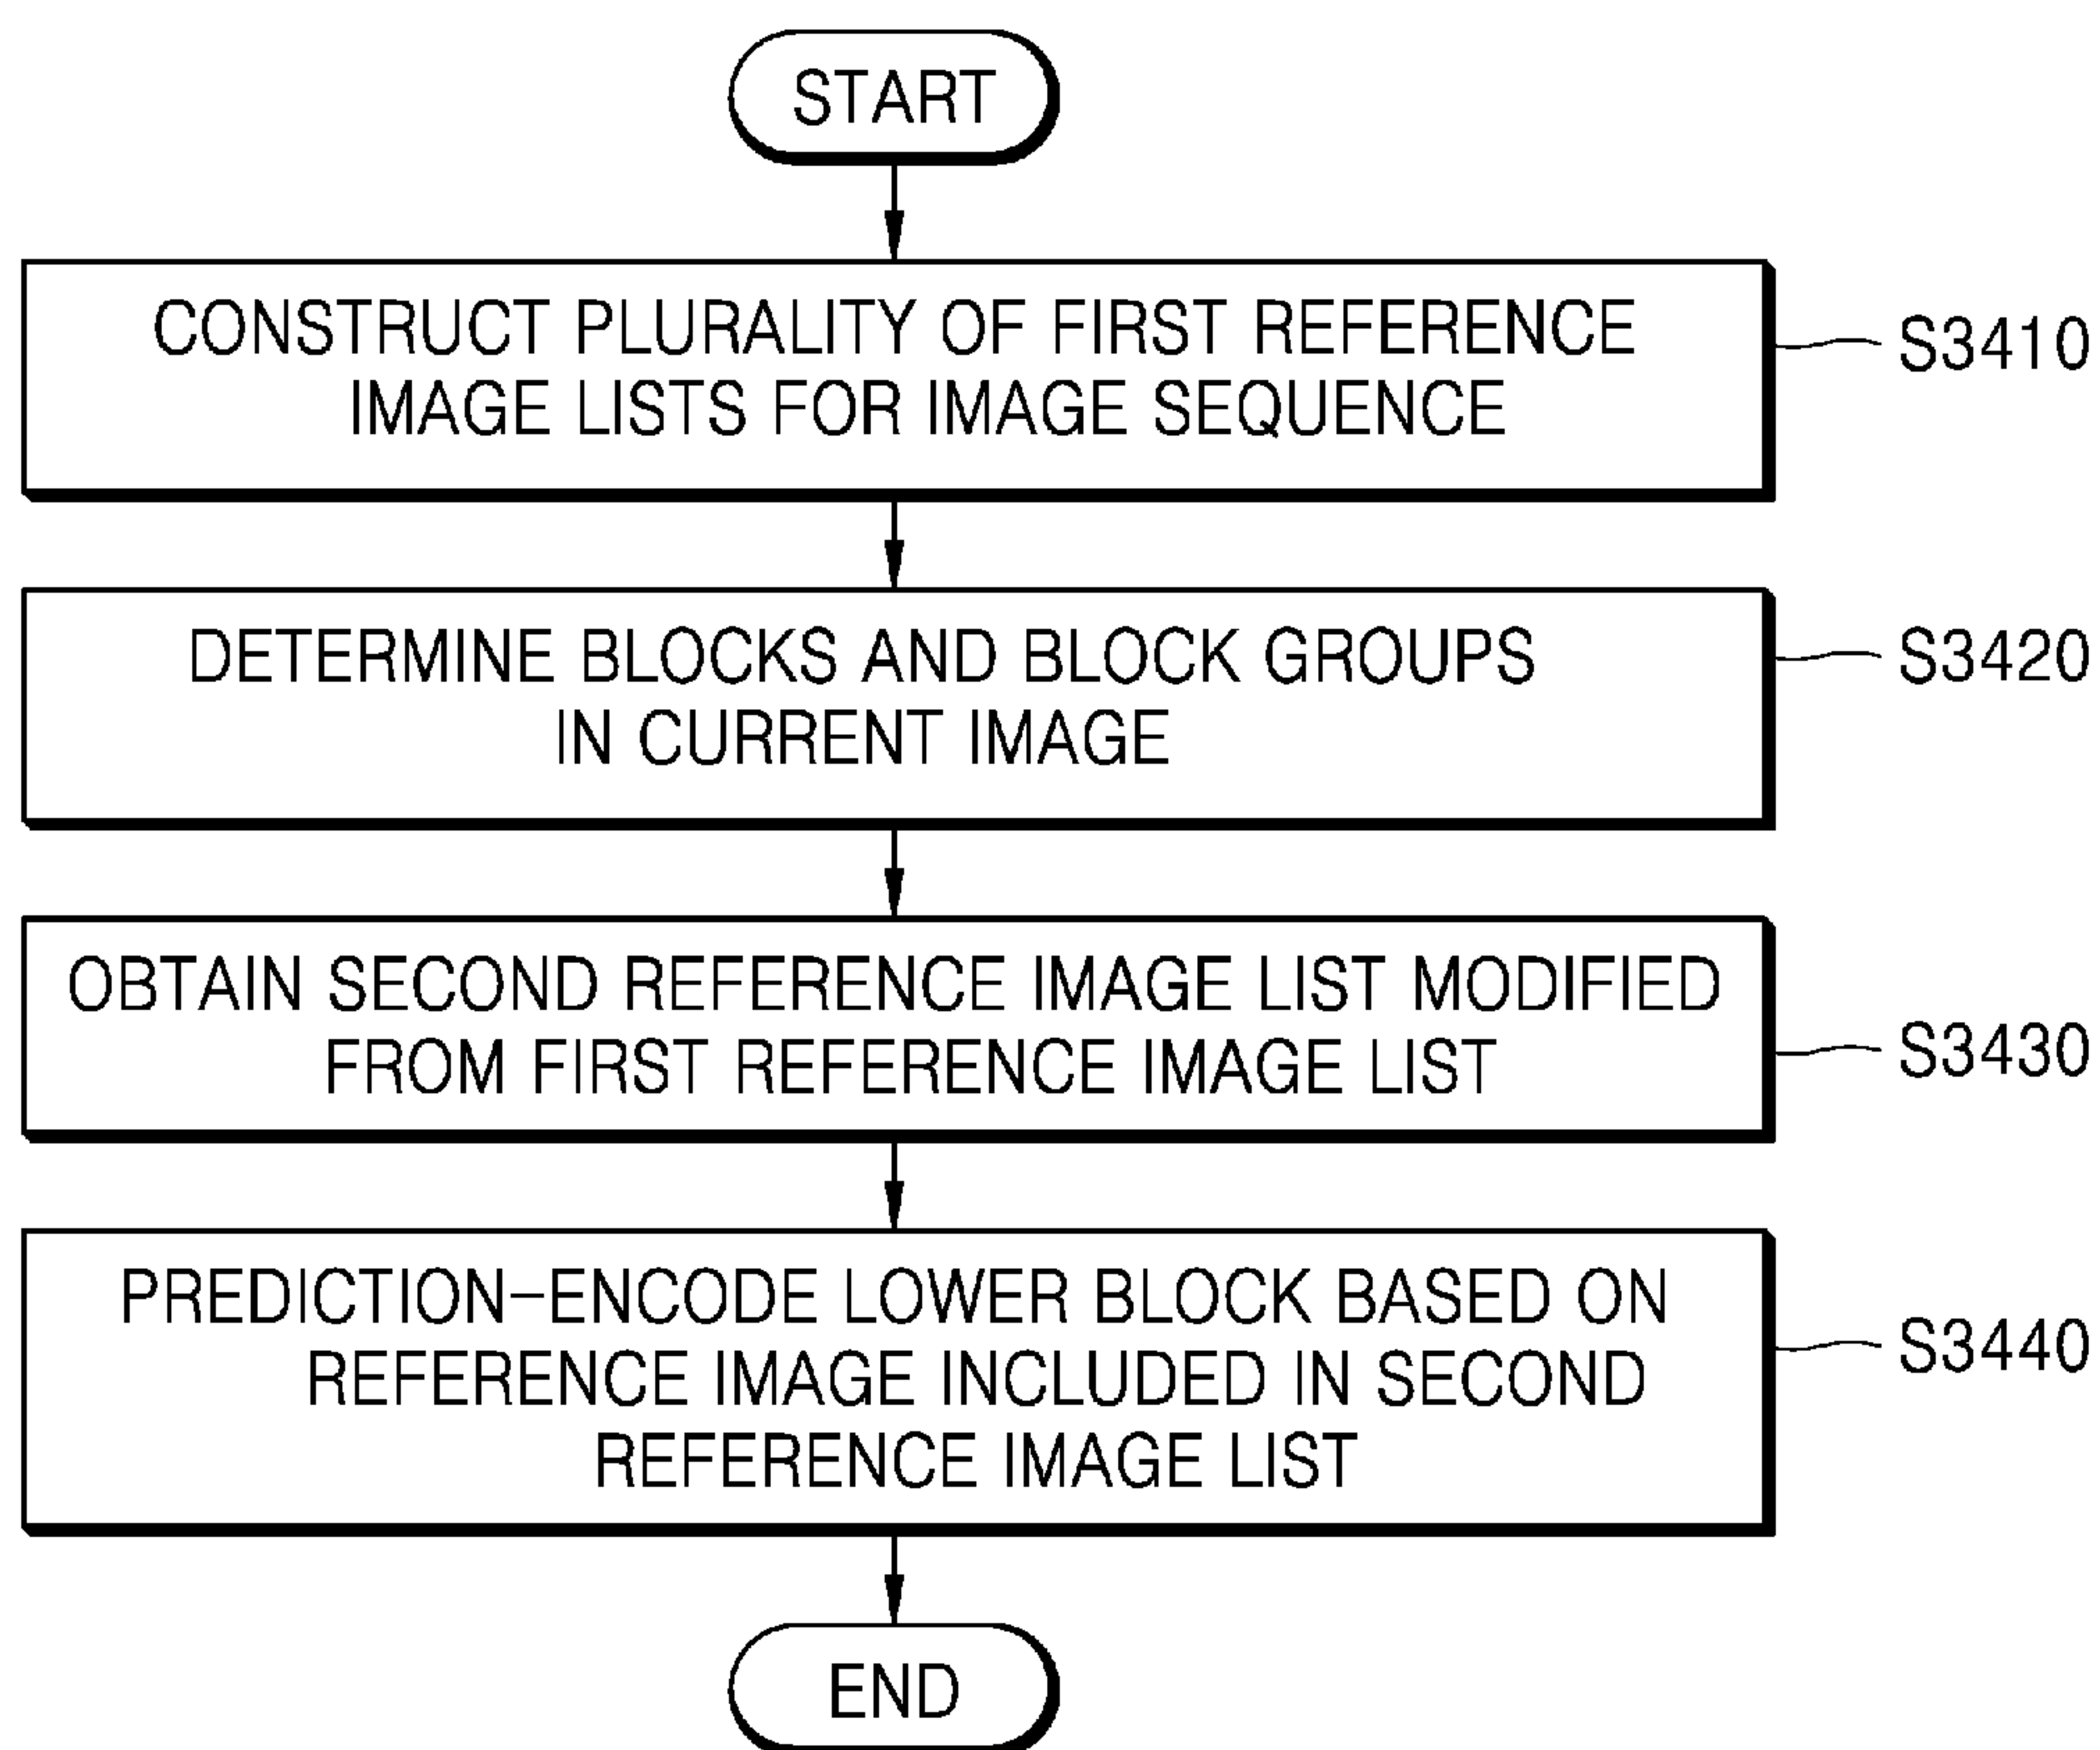 START
CONSTRUCT PLURALITY OF FIRST REFERENCE
IMAGE LISTS FOR IMAGE SEQUENCE
S3410
DETERMINE BLOCKS AND BLOCK GROUPS
IN CURRENT IMAGE
S3420
OBTAIN SECOND REFERENCE IMAGE LIST MODIFIED
FROM FIRST REFERENCE IMAGE LIST
S3430
PREDICTION-ENCODE LOWER BLOCK BASED ON
REFERENCE IMAGE INCLUDED IN SECOND
REFERENCE IMAGE LIST
S3440
END